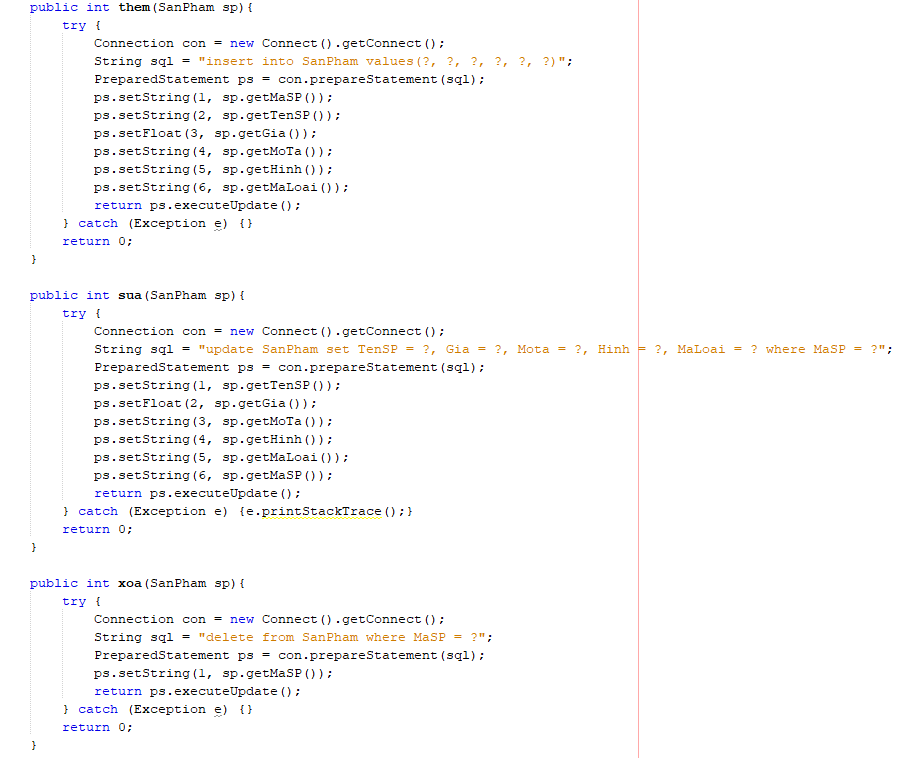 public int them(SanPham sp){
try {
Connection con = new Connect().getConnect();
String sql = "insert into SanPham values(?, ?, ?, ?, ?, ?)";
PreparedStatement ps = con.prepareStatement(sql);
ps.setString(1, sp.getMaSP());
ps.setString(2, sp.getTenSP());
ps.setFloat(3, sp.getGia());
ps.setString(4, sp.getMoTa());
ps.setString(5, sp.getHinh());
ps.setString(6, sp.getMaLoai());
return ps.executeUpdate();
} catch (Exception e) {}
return 0;
}
public int sua(SanPham sp){
try {
Connection con = new Connect().getConnect();
String sql = "update SanPham set TenSP = ?, Gia = ?, Mota = ?, Hinh = ?, MaLoai = ? where MaSP = ?";
PreparedStatement ps = con.prepareStatement(sql);
ps.setString(1, sp.getTenSP());
ps.setFloat(2, sp.getGia());
ps.setString(3, sp.getMoTa());
ps.setString(4, sp.getHinh());
ps.setString(5, sp.getMaLoai());
ps.setString(6, sp.getMaSP());
return ps.executeUpdate();
} catch (Exception e) {e.printStackTrace();}
return 0;
}
public int xoa(SanPham sp){
try {
Connection con = new Connect().getConnect();
String sql = "delete from SanPham where MaSP = ?";
PreparedStatement ps = con.prepareStatement(sql);
ps.setString(1, sp.getMaSP());
return ps.executeUpdate();
} catch (Exception e) {}
return 0;
}